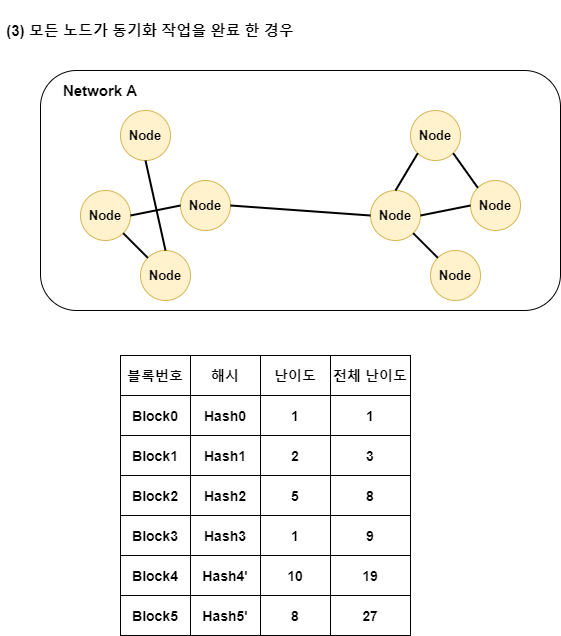 (3) 모든 노드가 동기화 작업을 완료 한 경우
Network A
Node
Node
Node
Node
Node
Node
Node
Node
블록번호 해시 난이도 전체 난이도
Block0 Hash0 1 1
Block1 Hash1 2 3
Block2 Hash2 5 8
Block3 Hash3 1 9
Block4 Hash4' 10 19
Block5 Hash5' 8 27